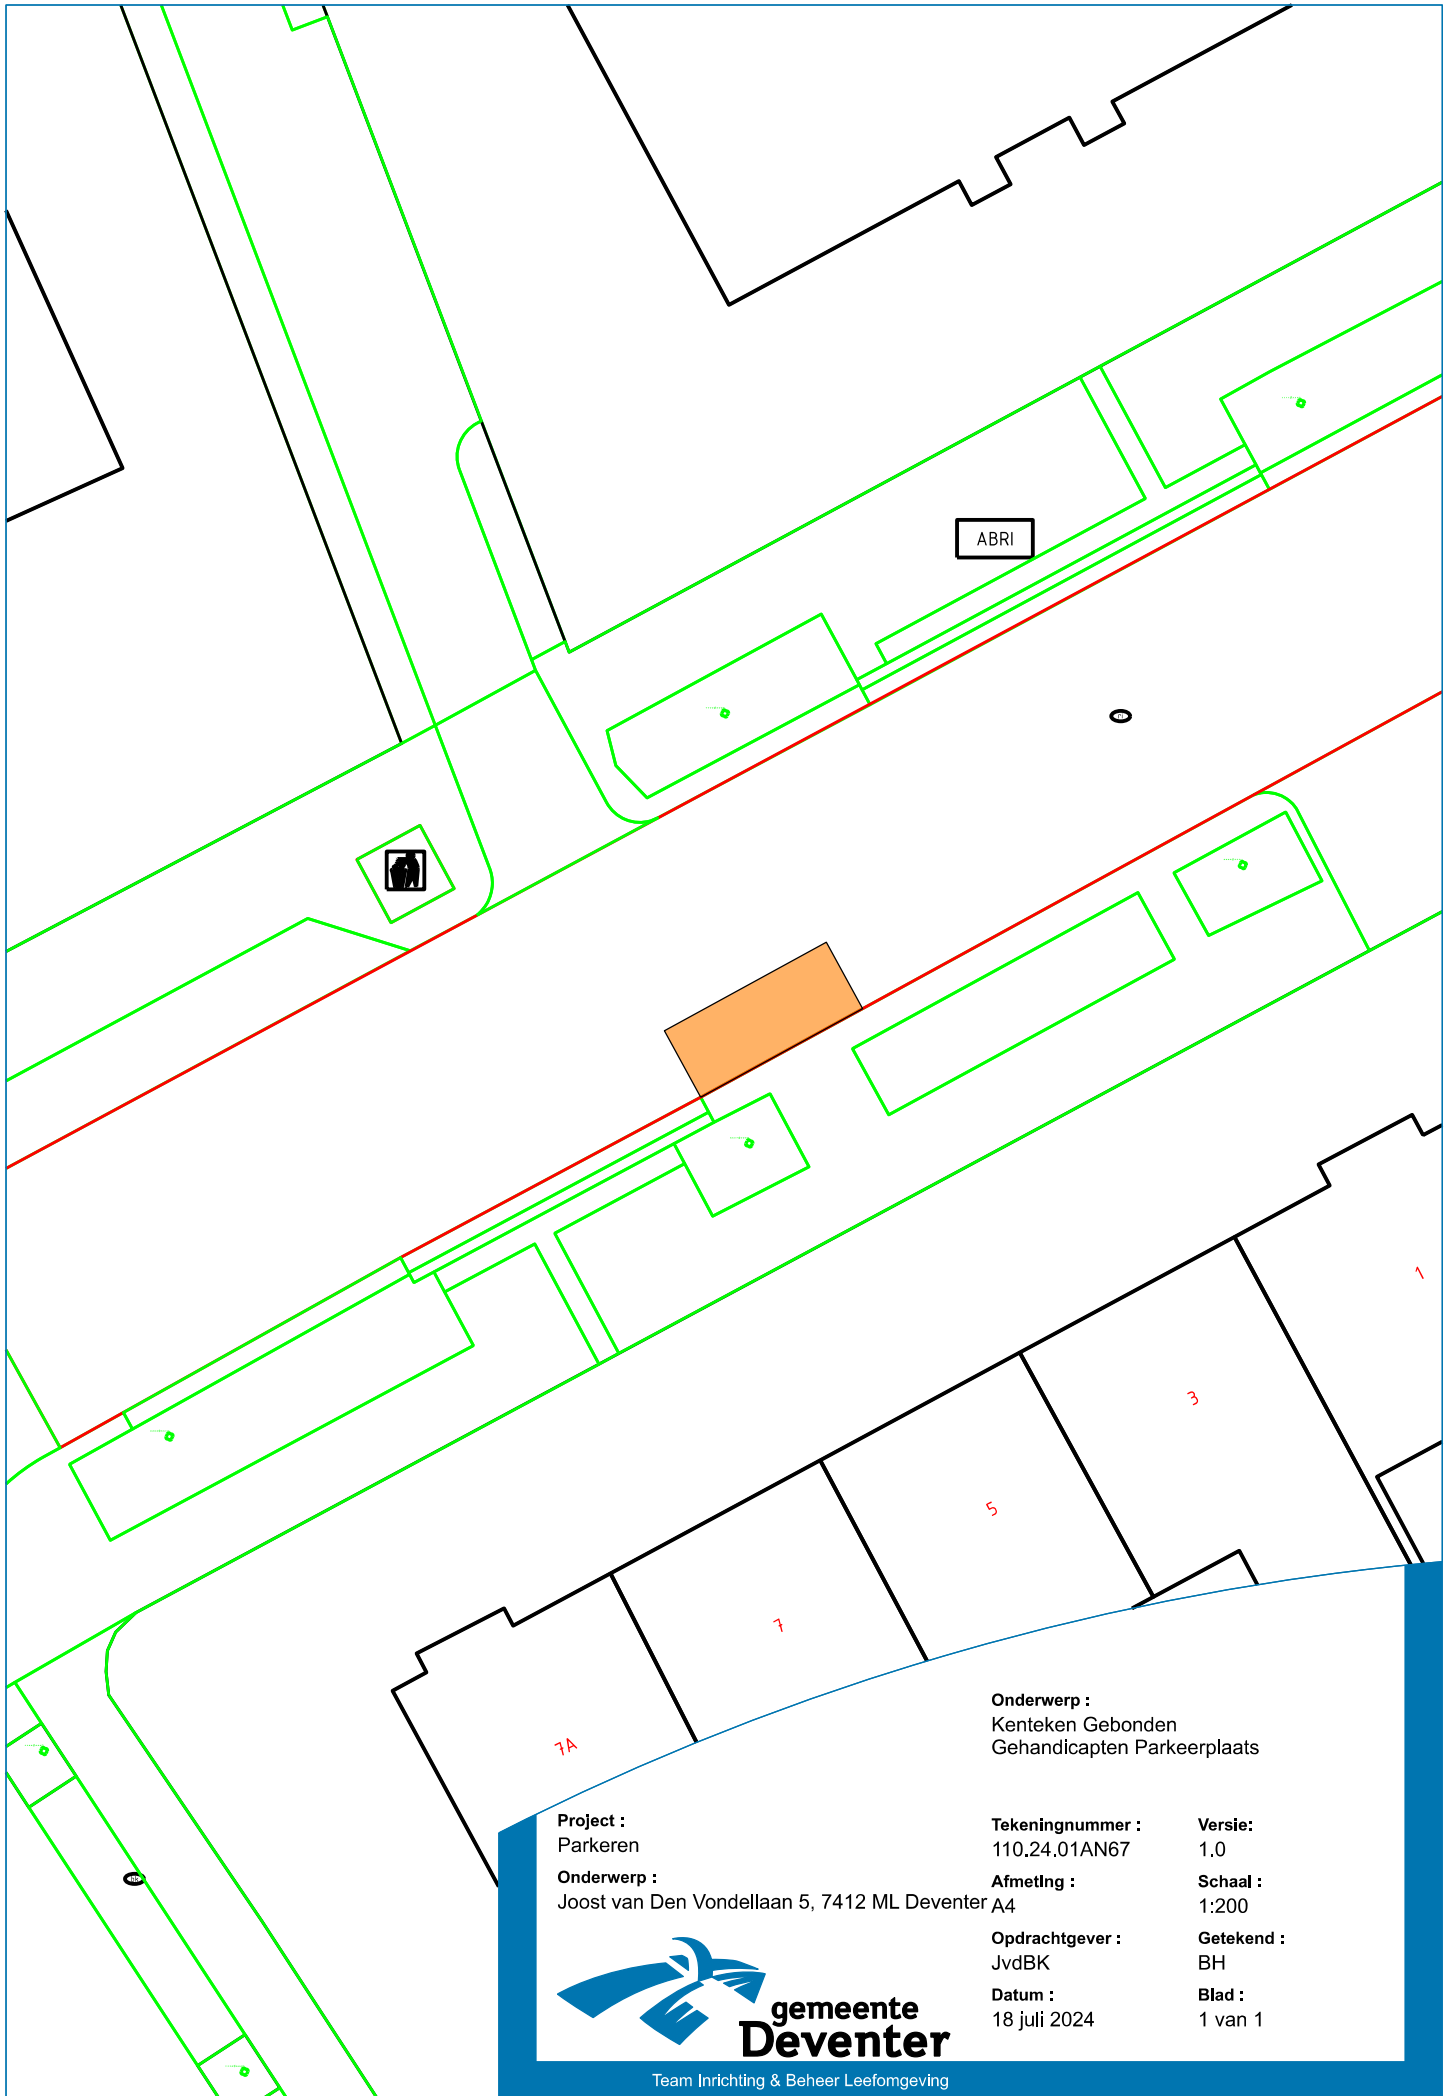 ABRI
1
3
5
7
7A
Onderwerp :
Kenteken Gebonden
Gehandicapten Parkeerplaats
Project :
Parkeren
Onderwerp :
Joost van Den Vondellaan 5, 7412 ML Deventer
Tekeningnummer :
110.24.01AN67
Versie:
1.0
Afmeting :
A4
Schaal :
1:200
Opdrachtgever :
JvdBK
Getekend :
BH
Datum :
18 juli 2024
Blad :
1 van 1
gemeente
Deventer
Team Inrichting & Beheer Leefomgeving